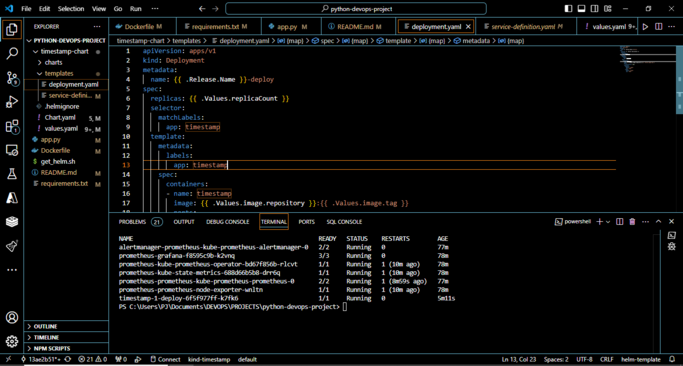 File Edit Selection View Go Run ··· python-devops-project
EXPLORER ···
PYTHON-DEVOPS-PROJECT
timestamp-chart
charts
templates
deployment.yaml
service-defini... M
.helmignore
Chart.yaml 5, M
values.yaml 9+, M
app.py M
Dockerfile M
get_helm.sh
README.md M
requirements.txt M
OUTLINE
TIMELINE
NPM SCRIPTS
Dockerfile M requirements.txt M app.py M README.md M deployment.yaml service-definition.yaml M values.yaml 9+,
timestamp-chart > templates > deployment.yaml > {} (map) > spec > {} (map) > template > {} (map) > metadata > {} (map)
1 apiVersion: apps/v1
2 kind: Deployment
3 metadata:
4 name: {{ .Release.Name }}-deploy
5 spec:
6 replicas: {{ .Values.replicaCount }}
7 selector:
8 matchLabels:
9 app: timestamp
10 template:
11 metadata:
12 labels:
13 app: timestamp
14 spec:
15 containers:
16 - name: timestamp
17 image: {{ .Values.image.repository }}:{{ .Values.image.tag }}
18
PROBLEMS 21 OUTPUT DEBUG CONSOLE TERMINAL PORTS SQL CONSOLE powershell
NAME READY STATUS RESTARTS AGE
alertmanager-prometheus-kube-prometheus-alertmanager-0 2/2 Running 0 77m
prometheus-grafana-f8595c9b-k2vnq 3/3 Running 0 78m
prometheus-kube-prometheus-operator-bd67f856b-rlcvt 1/1 Running 1 (10m ago) 78m
prometheus-kube-state-metrics-688d66b5b8-drr6q 1/1 Running 1 (10m ago) 78m
prometheus-prometheus-kube-prometheus-prometheus-0 2/2 Running 1 (8m59s ago) 77m
prometheus-prometheus-node-exporter-wnltn 1/1 Running 1 (10m ago) 78m
timestamp-1-deploy-6f5f977ff-k7fk6 1/1 Running 0 5m11s
PS C:\Users\PJ\Documents\DEVOPS\PROJECTS\python-devops-project>
13ae2b51*+ 21 0 0 Connect kind-timestamp default Ln 13, Col 23 Spaces: 2 UTF-8 CRLF helm-template